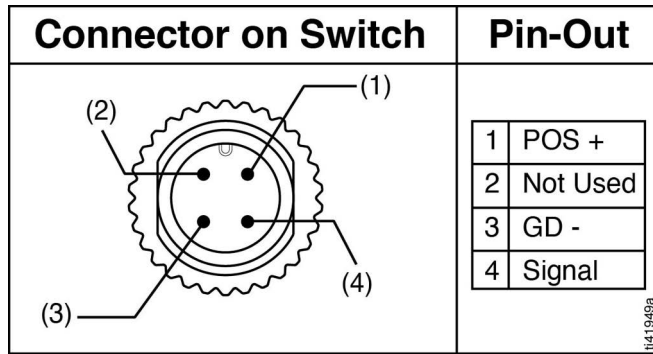 Connector on Switch
Pin-Out
(1)
(2)
(3)
(4)
1 POS +
2 Not Used
3 GD -
4 Signal
ti41949a